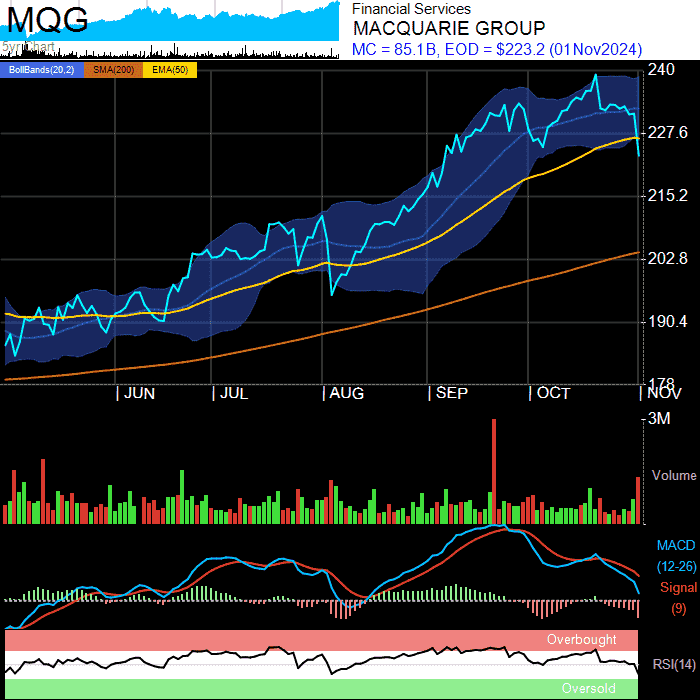 MQG
SynChart
Financial Services
MACQUARIE GROUP
MC = 85.1B, EOD = $223.2 (01Nov2024)
BollBands(20,2) SMA(200) EMA(50)
240
227.6
215.2
202.8
190.4
178
JUN JUL AUG SEP OCT NOV
3M
Volume
MACD
(12-26)
Signal
(9)
Overbought
RSI(14)
Oversold